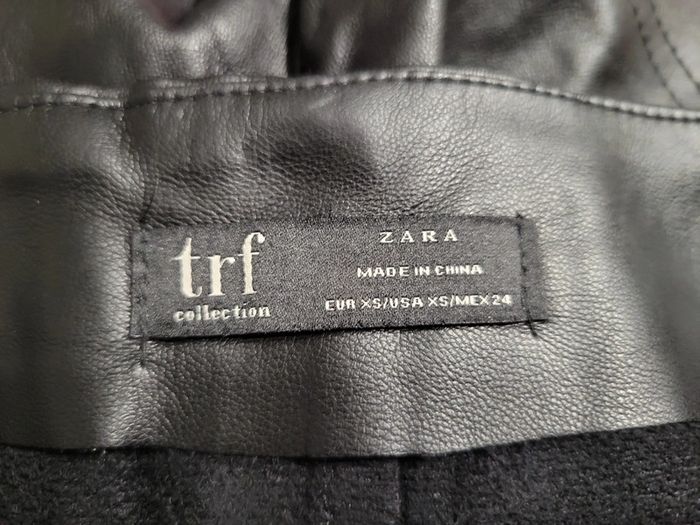 trf
collection
ZARA
MADE IN CHINA
EUR XS/USA XS/MEX 24